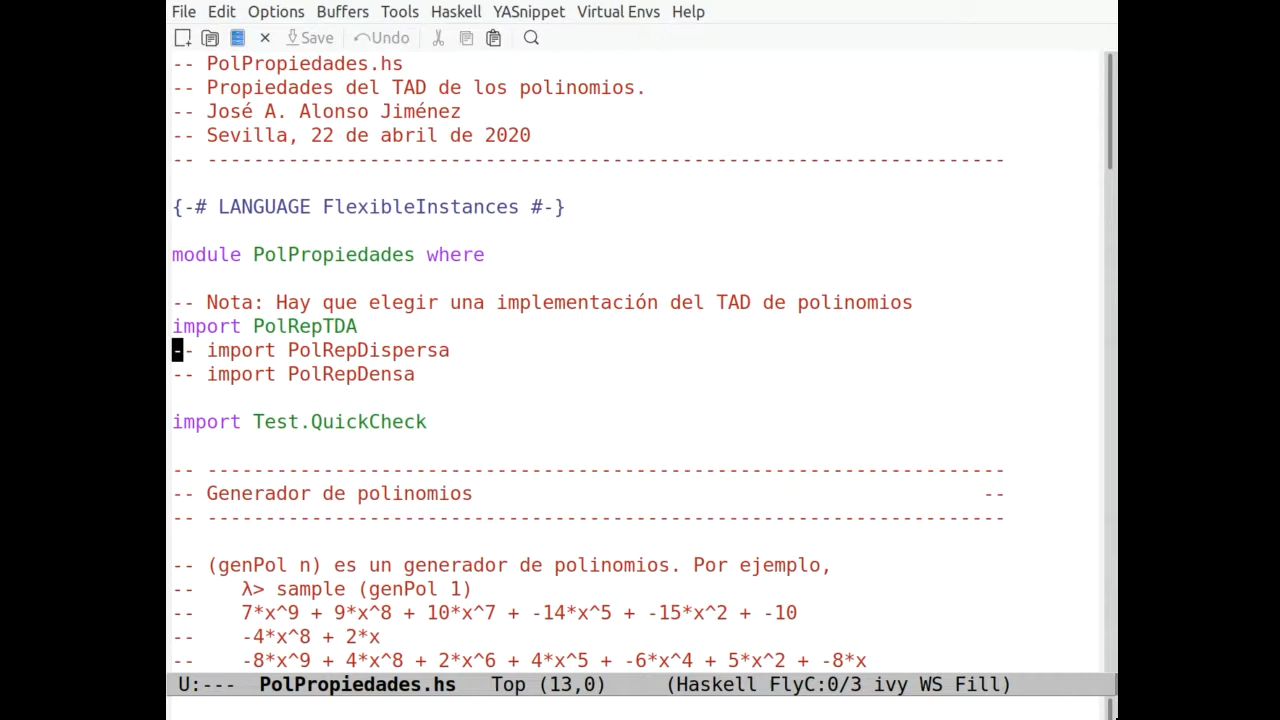 File Edit Options Buffers Tools Haskell YASnippet Virtual Envs Help
Save Undo
-- PolPropiedades.hs
-- Propiedades del TAD de los polinomios.
-- José A. Alonso Jiménez
-- Sevilla, 22 de abril de 2020
-- ---------------------------------------------------------------------
{-# LANGUAGE FlexibleInstances #-}
module PolPropiedades where
-- Nota: Hay que elegir una implementación del TAD de polinomios
import PolRepTDA
-- import PolRepDispersa
-- import PolRepDensa
import Test.QuickCheck
-- ---------------------------------------------------------------------
-- Generador de polinomios                                            --
-- ---------------------------------------------------------------------
-- (genPol n) es un generador de polinomios. Por ejemplo,
--    λ> sample (genPol 1)
--    7*x^9 + 9*x^8 + 10*x^7 + -14*x^5 + -15*x^2 + -10
--    -4*x^8 + 2*x
--    -8*x^9 + 4*x^8 + 2*x^6 + 4*x^5 + -6*x^4 + 5*x^2 + -8*x
U:--- PolPropiedades.hs Top (13,0) (Haskell FlyC:0/3 ivy WS Fill)